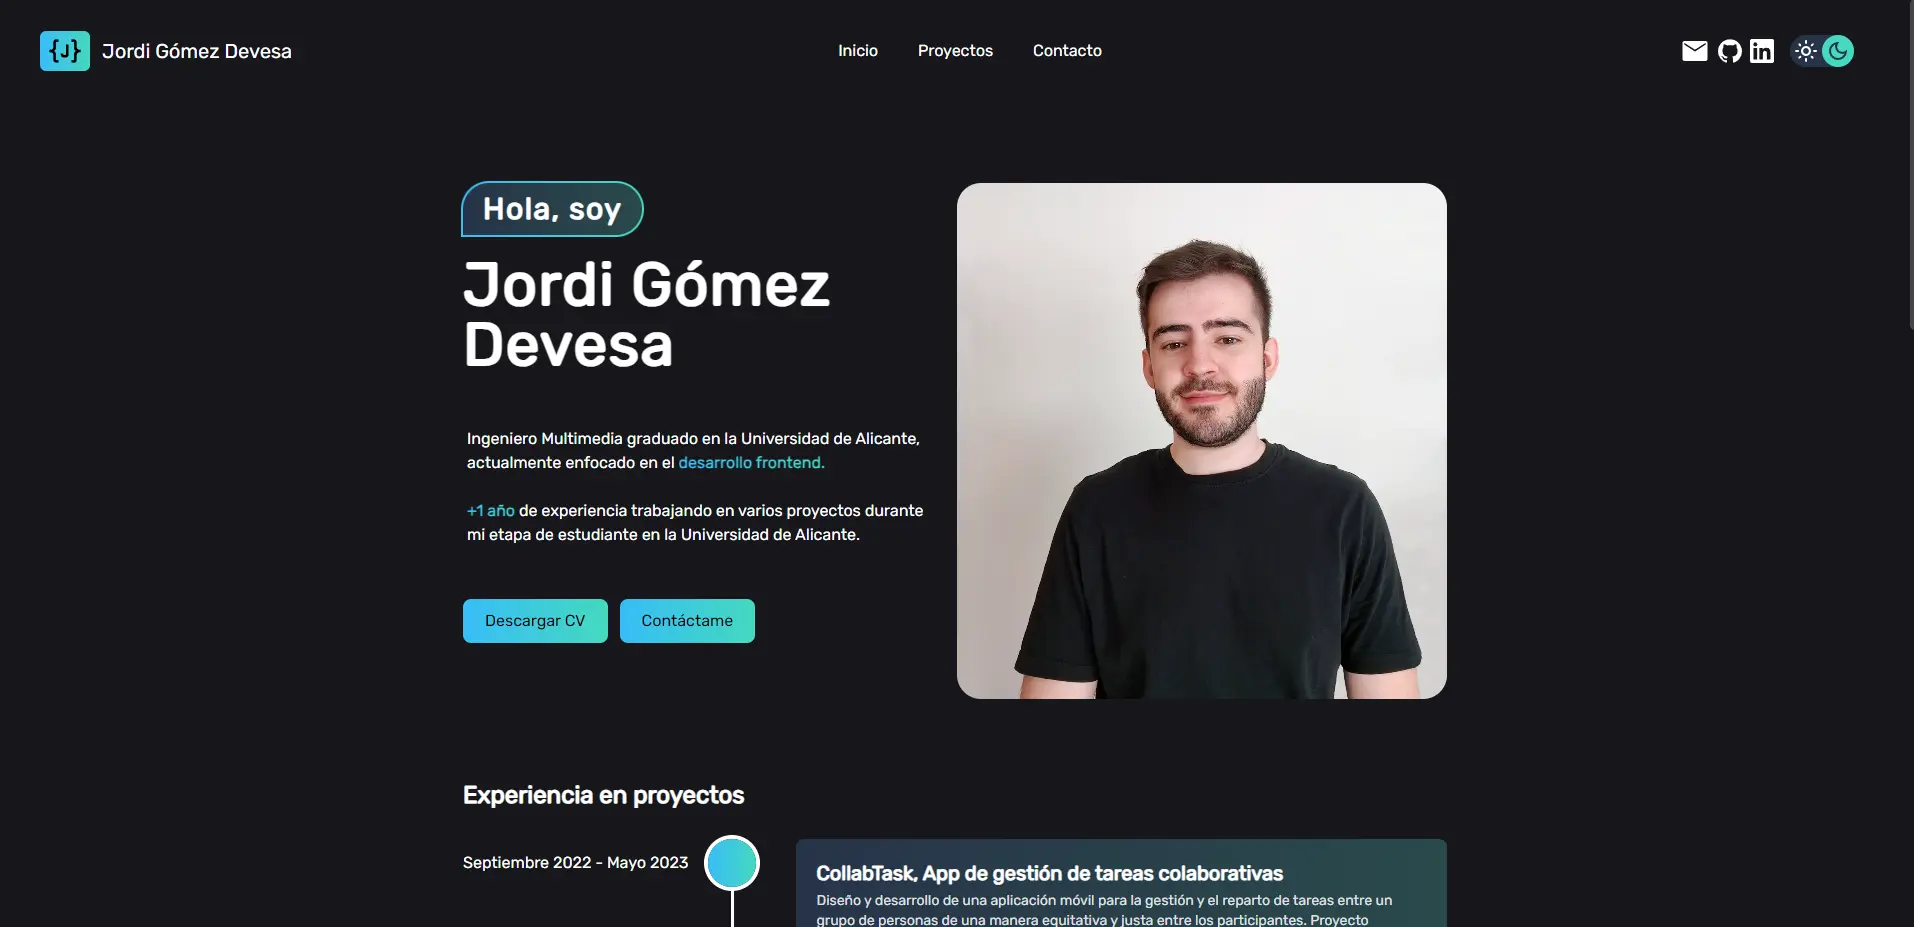 {J} Jordi Gómez Devesa
Inicio
Proyectos
Contacto
Hola, soy
Jordi Gómez
Devesa
Ingeniero Multimedia graduado en la Universidad de Alicante,
actualmente enfocado en el desarrollo frontend.
+1 año de experiencia trabajando en varios proyectos durante
mi etapa de estudiante en la Universidad de Alicante.
Descargar CV
Contáctame
Experiencia en proyectos
Septiembre 2022 - Mayo 2023
CollabTask, App de gestión de tareas colaborativas
Diseño y desarrollo de una aplicación móvil para la gestión y el reparto de tareas entre un
grupo de personas de una manera equitativa y justa entre los participantes. Proyecto